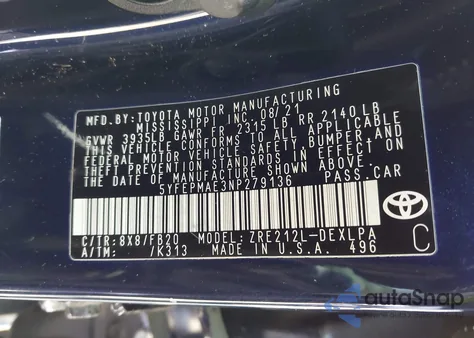 MFD.BY: TOYOTA MOTOR MANUFACTURING
MISSISSIPPI INC. 08/21
GVWR 3935LB GAWR FR 2315 LB RR 2140 LB
THIS VEHICLE CONFORMS TO ALL APPLICABLE
FEDERAL MOTOR VEHICLE SAFETY, BUMPER, AND
THEFT PREVENTION STANDARDS IN EFFECT ON
THE DATE OF MANUFACTURE SHOWN ABOVE.
5YFEPMAE3NP279136 PASS.CAR
C/TR: 8X8/FB20 MODEL: ZRE212L-DEXLPA
A/TM: /K313 MADE IN U.S.A. 496
TOYOTA
C
autoSnap